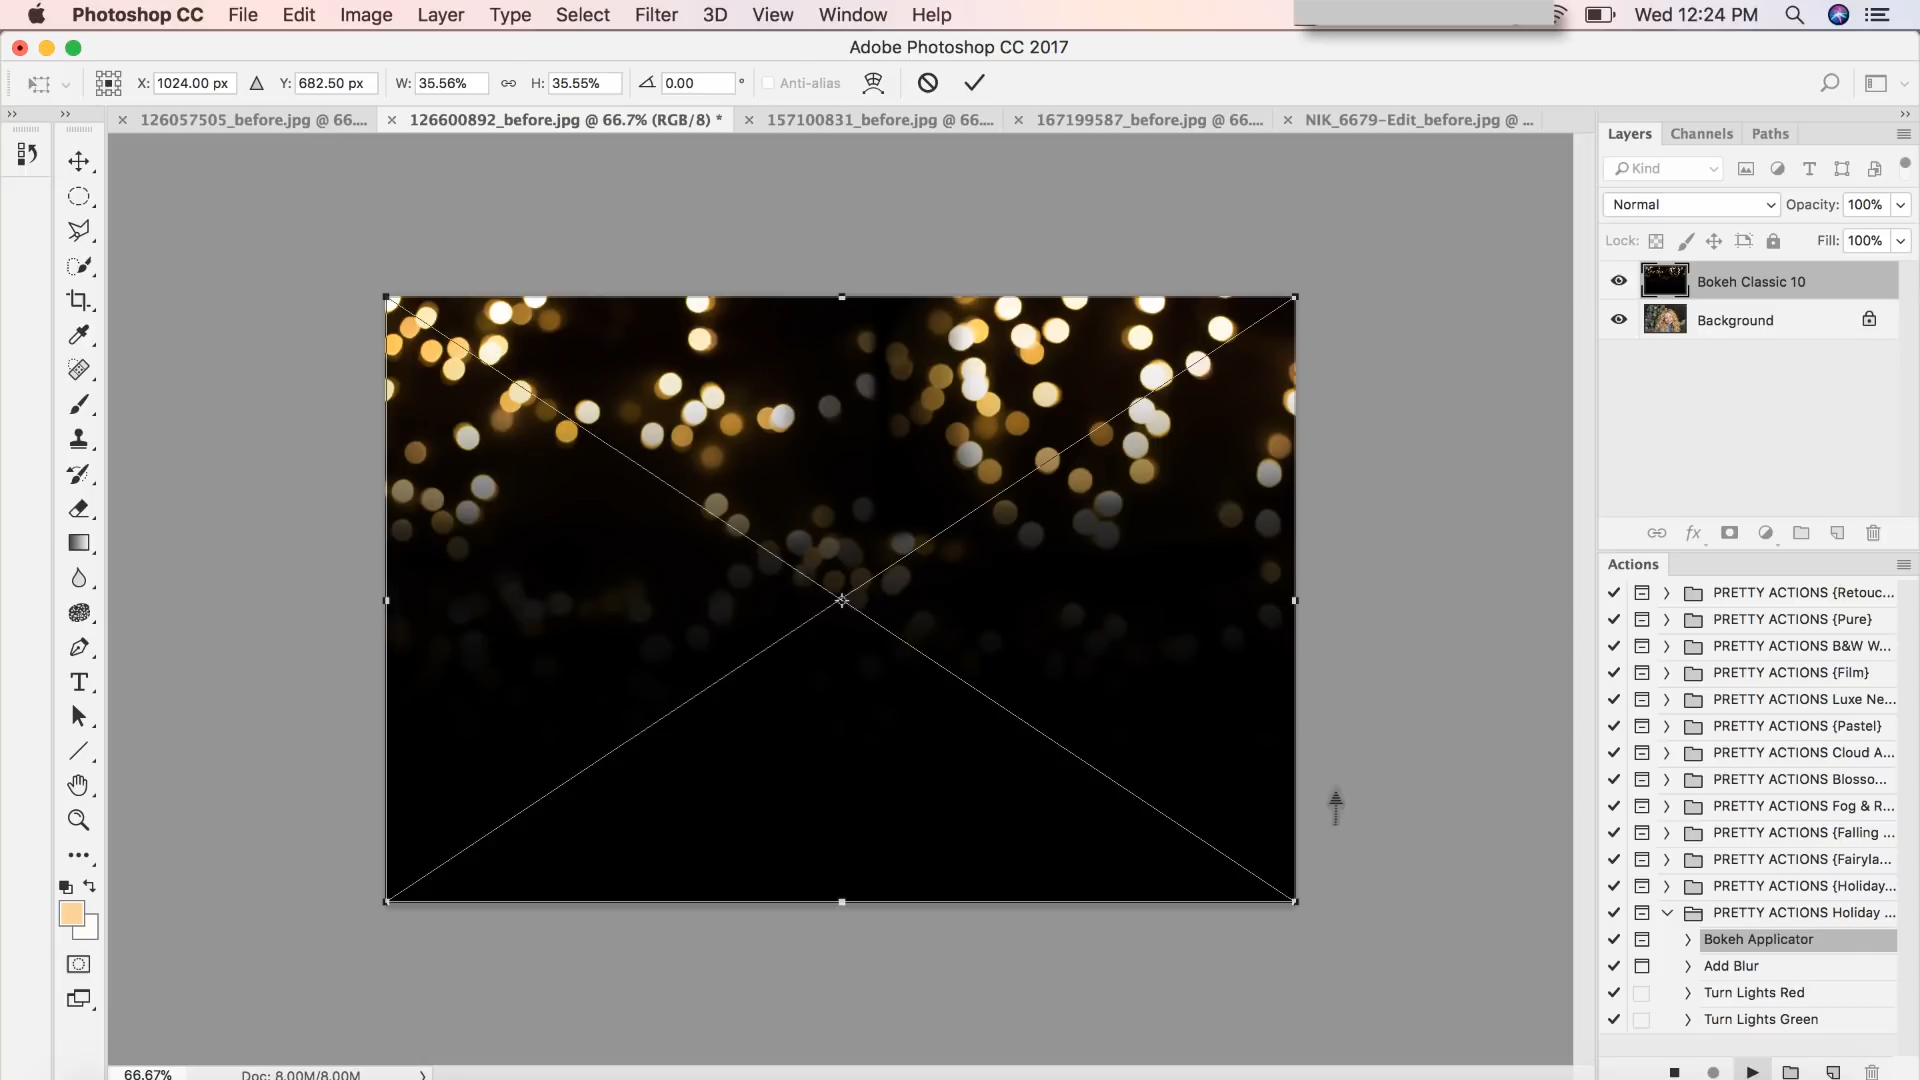 Photoshop CC File Edit Image Layer Type Select Filter 3D View Window Help Wed 12:24 PM
Adobe Photoshop CC 2017
X: 1024.00 px Y: 682.50 px W: 35.56% H: 35.55% 0.00 ° Anti-alias
126057505_before.jpg @ 66.... 126600892_before.jpg @ 66.7% (RGB/8) * 157100831_before.jpg @ 66.... 167199587_before.jpg @ 66.... NIK_6679-Edit_before.jpg @ ...
Layers Channels Paths
Kind
Normal Opacity: 100%
Lock: Fill: 100%
Bokeh Classic 10
Background
fx
Actions
PRETTY ACTIONS {Retouc...
PRETTY ACTIONS {Pure}
PRETTY ACTIONS B&W W...
PRETTY ACTIONS {Film}
PRETTY ACTIONS Luxe Ne...
PRETTY ACTIONS {Pastel}
PRETTY ACTIONS Cloud A...
PRETTY ACTIONS Blosso...
PRETTY ACTIONS Fog & R...
PRETTY ACTIONS {Falling ...
PRETTY ACTIONS {Fairyla...
PRETTY ACTIONS {Holiday...
PRETTY ACTIONS Holiday ...
Bokeh Applicator
Add Blur
Turn Lights Red
Turn Lights Green
66.67% Doc: 8.00M/8.00M